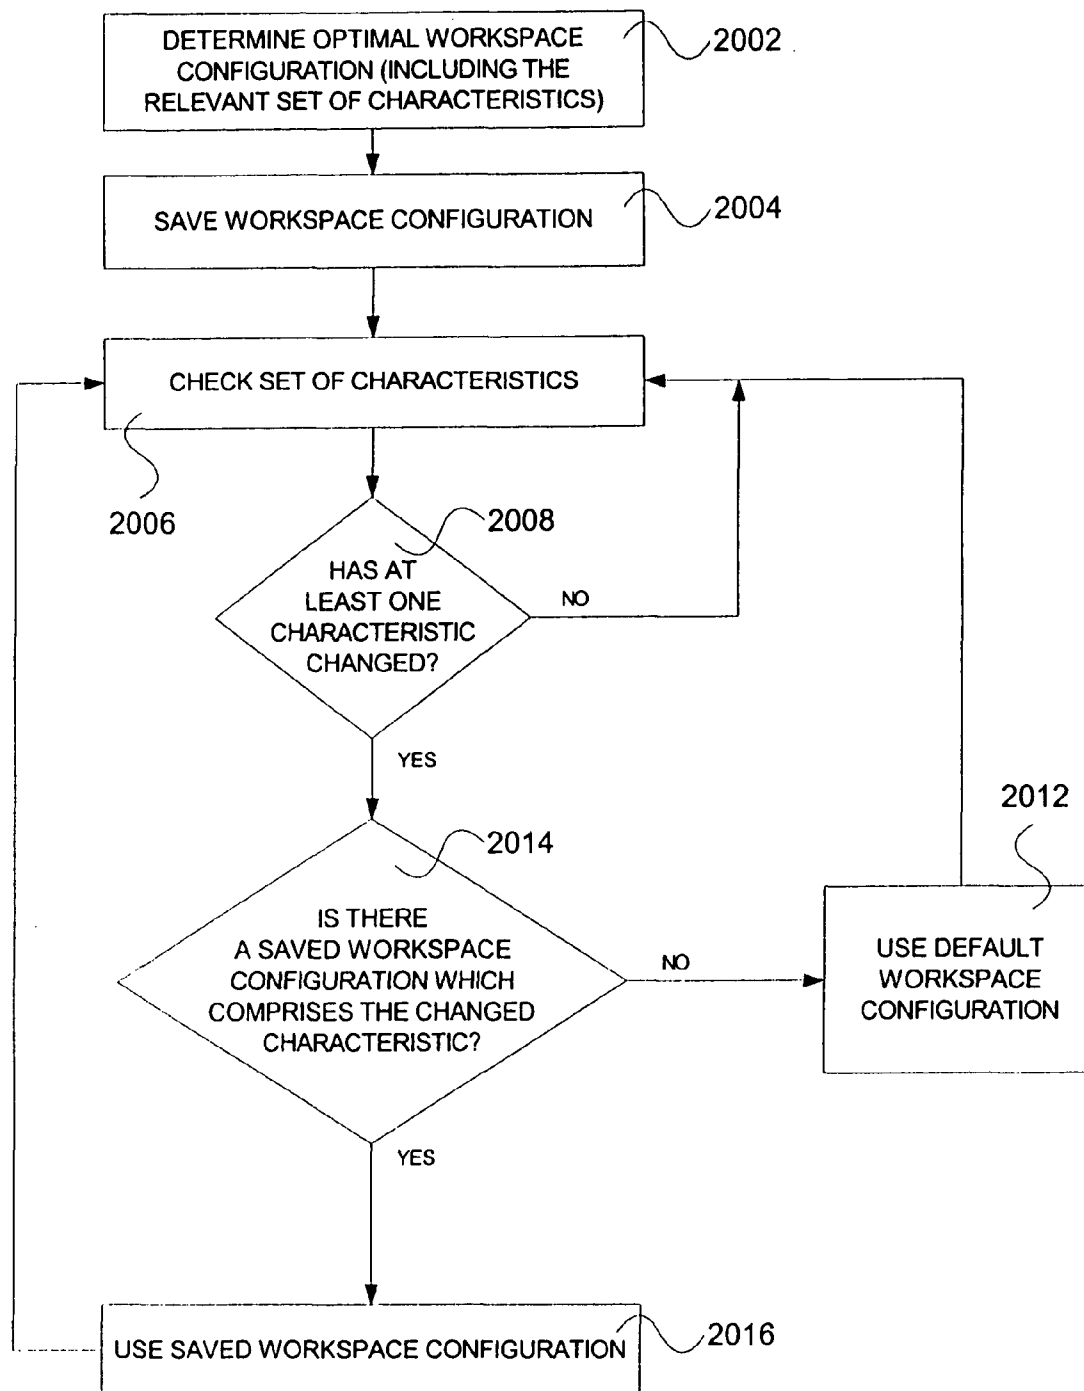 DETERMINE OPTIMAL WORKSPACE
CONFIGURATION (INCLUDING THE
RELEVANT SET OF CHARACTERISTICS)
2002
SAVE WORKSPACE CONFIGURATION
2004
CHECK SET OF CHARACTERISTICS
2006
2008
HAS AT
LEAST ONE
CHARACTERISTIC
CHANGED?
NO
YES
2014
IS THERE
A SAVED WORKSPACE
CONFIGURATION WHICH
COMPRISES THE CHANGED
CHARACTERISTIC?
NO
2012
USE DEFAULT
WORKSPACE
CONFIGURATION
YES
USE SAVED WORKSPACE CONFIGURATION
2016